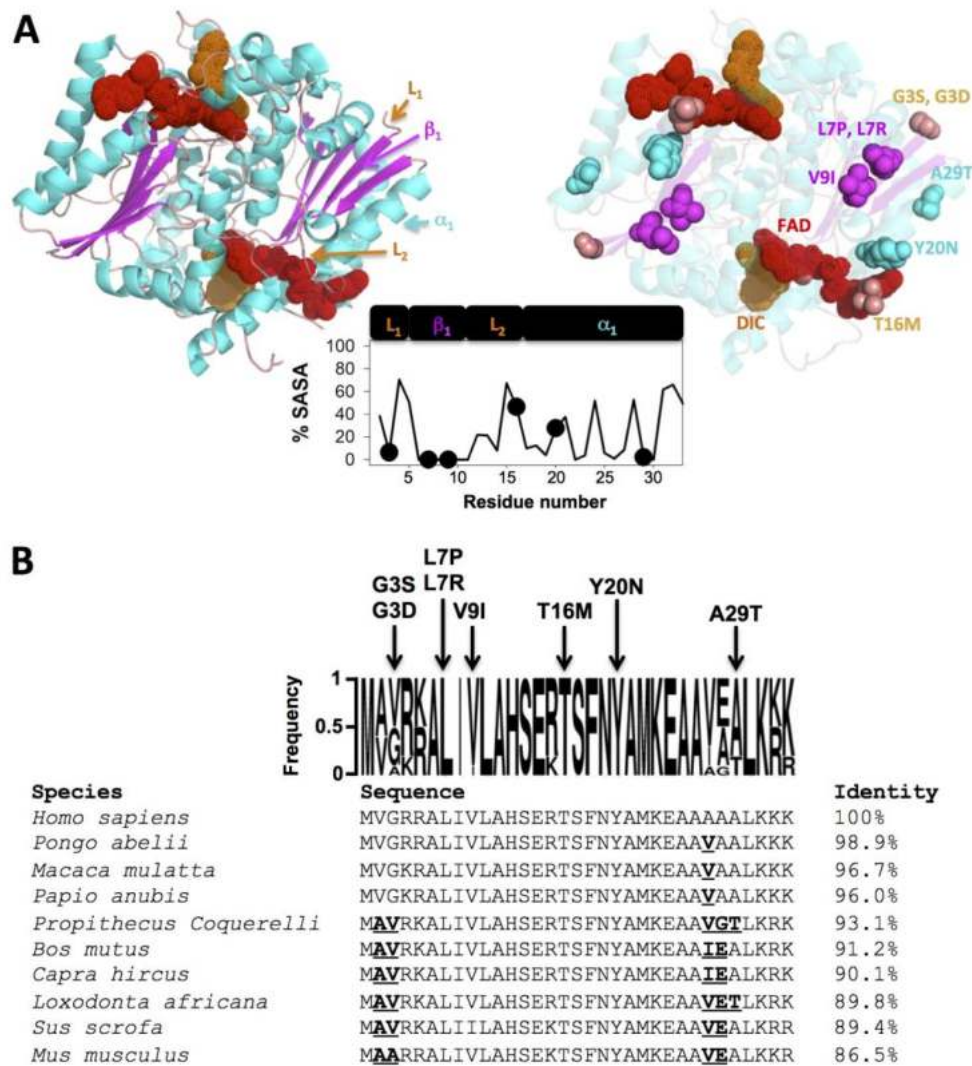 A
L1
β1
α1
L2
G3S, G3D
L7P, L7R
V9I
A29T
FAD
Y20N
DIC
T16M
L1 β1 L2 α1
% SASA
100
80
60
40
20
0
5 10 15 20 25 30
Residue number
B
G3S
G3D
L7P
L7R
V9I
T16M
Y20N
A29T
Frequency
1
0.5
0
Species Sequence Identity
Homo sapiens MVGRRALIVLAHSERTSFNYAMKEAAAAALKKK 100%
Pongo abelii MVGRRALIVLAHSERTSFNYAMKEAAVAALKKK 98.9%
Macaca mulatta MVGKRALIVLAHSERTSFNYAMKEAAVAALKKK 96.7%
Papio anubis MVGKRALIVLAHSERTSFNYAMKEAAVAALKKK 96.0%
Propithecus Coquerelli MAVRKALIVLAHSERTSFNYAMKEAAVGTLKRK 93.1%
Bos mutus MAVRKALIVLAHSERTSFNYAMKEAAIEALKRK 91.2%
Capra hircus MAVRKALIVLAHSEKTSFNYAMKEAAIEALKRK 90.1%
Loxodonta africana MAVRKALIVLAHSERTSFNYAMKEAAVETLKRK 89.8%
Sus scrofa MAVRKALIILAHSERTSFNYAMKEAAVEALKRR 89.4%
Mus musculus MAARRALIVLAHSEKTSFNYAMKEAAVEALKKR 86.5%